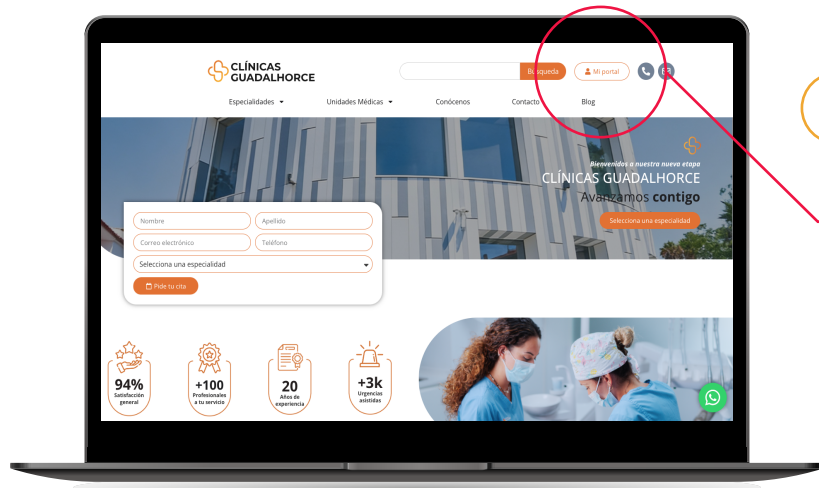 CLÍNICAS
GUADALHORCE
Búsqueda
Mi portal
Especialidades
Unidades Médicas
Conócenos
Contacto
Blog
Bienvenidos a nuestra nueva etapa
CLÍNICAS GUADALHORCE
Avanzamos contigo
Selecciona una especialidad
Nombre
Apellido
Correo electrónico
Teléfono
Selecciona una especialidad
Pide tu cita
94%
Satisfacción
general
+100
Profesionales
a tu servicio
20
Años de
experiencia
+3k
Urgencias
asistidas